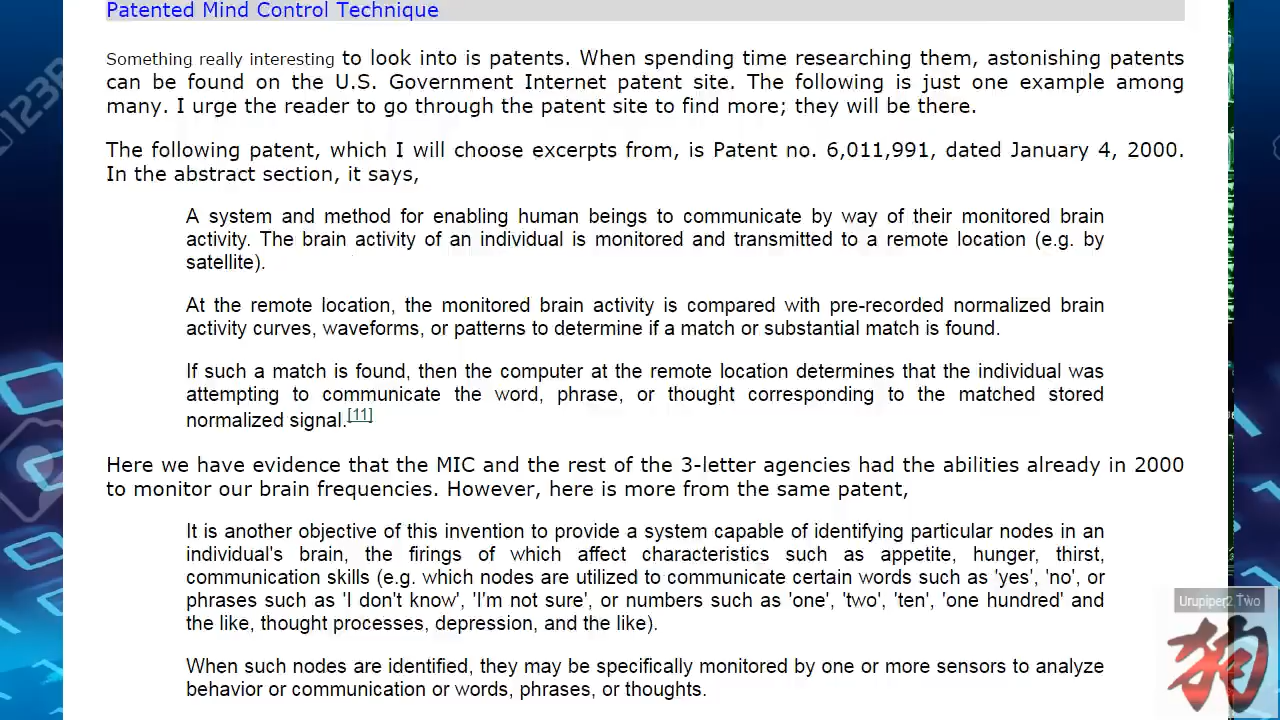 Patented Mind Control Technique
Something really interesting to look into is patents. When spending time researching them, astonishing patents
can be found on the U.S. Government Internet patent site. The following is just one example among
many. I urge the reader to go through the patent site to find more; they will be there.
The following patent, which I will choose excerpts from, is Patent no. 6,011,991, dated January 4, 2000.
In the abstract section, it says,
A system and method for enabling human beings to communicate by way of their monitored brain
activity. The brain activity of an individual is monitored and transmitted to a remote location (e.g. by
satellite).
At the remote location, the monitored brain activity is compared with pre-recorded normalized brain
activity curves, waveforms, or patterns to determine if a match or substantial match is found.
If such a match is found, then the computer at the remote location determines that the individual was
attempting to communicate the word, phrase, or thought corresponding to the matched stored
normalized signal.[11]
Here we have evidence that the MIC and the rest of the 3-letter agencies had the abilities already in 2000
to monitor our brain frequencies. However, here is more from the same patent,
It is another objective of this invention to provide a system capable of identifying particular nodes in an
individual's brain, the firings of which affect characteristics such as appetite, hunger, thirst,
communication skills (e.g. which nodes are utilized to communicate certain words such as 'yes', 'no', or
phrases such as 'I don't know', 'I'm not sure', or numbers such as 'one', 'two', 'ten', 'one hundred' and
the like, thought processes, depression, and the like).
When such nodes are identified, they may be specifically monitored by one or more sensors to analyze
behavior or communication or words, phrases, or thoughts.
Urupiper2 Two
狗